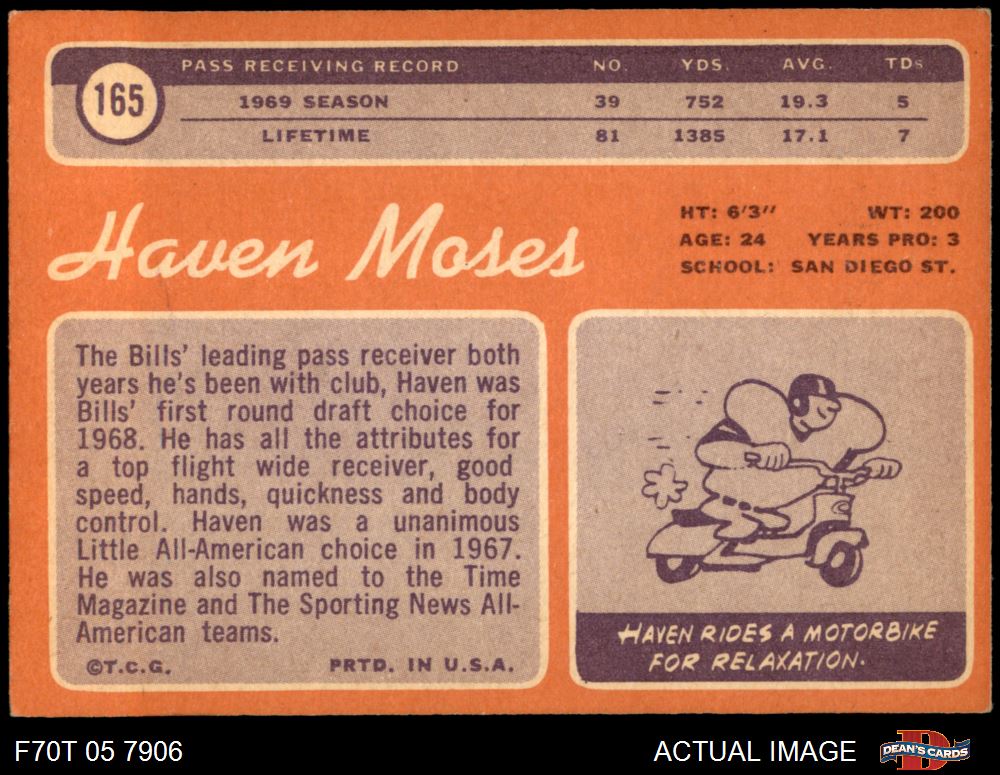 165
PASS RECEIVING RECORD NO. YDS. AVG. TDs
1969 SEASON 39 752 19.3 5
LIFETIME 81 1385 17.1 7
Haven Moses
HT: 6'3" WT: 200
AGE: 24 YEARS PRO: 3
SCHOOL: SAN DIEGO ST.
The Bills' leading pass receiver both
years he's been with club, Haven was
Bills' first round draft choice for
1968. He has all the attributes for
a top flight wide receiver, good
speed, hands, quickness and body
control. Haven was a unanimous
Little All-American choice in 1967.
He was also named to the Time
Magazine and The Sporting News All-
American teams.
©T.C.G. PRTD. IN U.S.A.
HAVEN RIDES A MOTORBIKE
FOR RELAXATION.
F70T 05 7906
ACTUAL IMAGE
D
DEAN'S CARDS